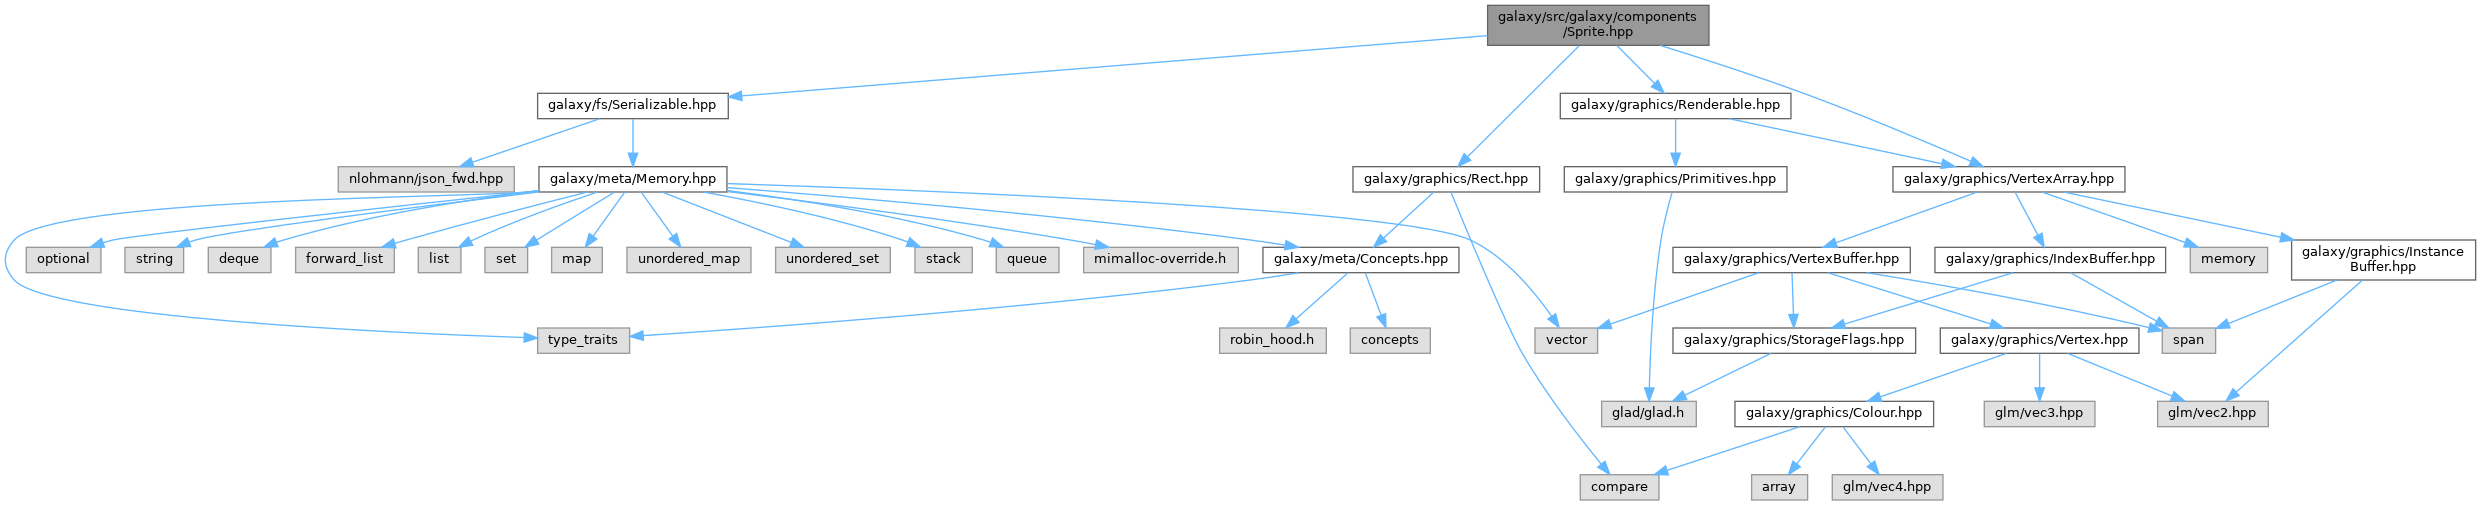 galaxy/src/galaxy/components
/Sprite.hpp
galaxy/fs/Serializable.hpp
galaxy/graphics/Renderable.hpp
nlohmann/json_fwd.hpp
galaxy/meta/Memory.hpp
galaxy/graphics/Rect.hpp
galaxy/graphics/Primitives.hpp
galaxy/graphics/VertexArray.hpp
optional
string
deque
forward_list
list
set
map
unordered_map
unordered_set
stack
queue
mimalloc-override.h
galaxy/meta/Concepts.hpp
galaxy/graphics/VertexBuffer.hpp
galaxy/graphics/IndexBuffer.hpp
memory
galaxy/graphics/Instance
Buffer.hpp
type_traits
robin_hood.h
concepts
vector
galaxy/graphics/StorageFlags.hpp
galaxy/graphics/Vertex.hpp
span
glad/glad.h
galaxy/graphics/Colour.hpp
glm/vec3.hpp
glm/vec2.hpp
compare
array
glm/vec4.hpp